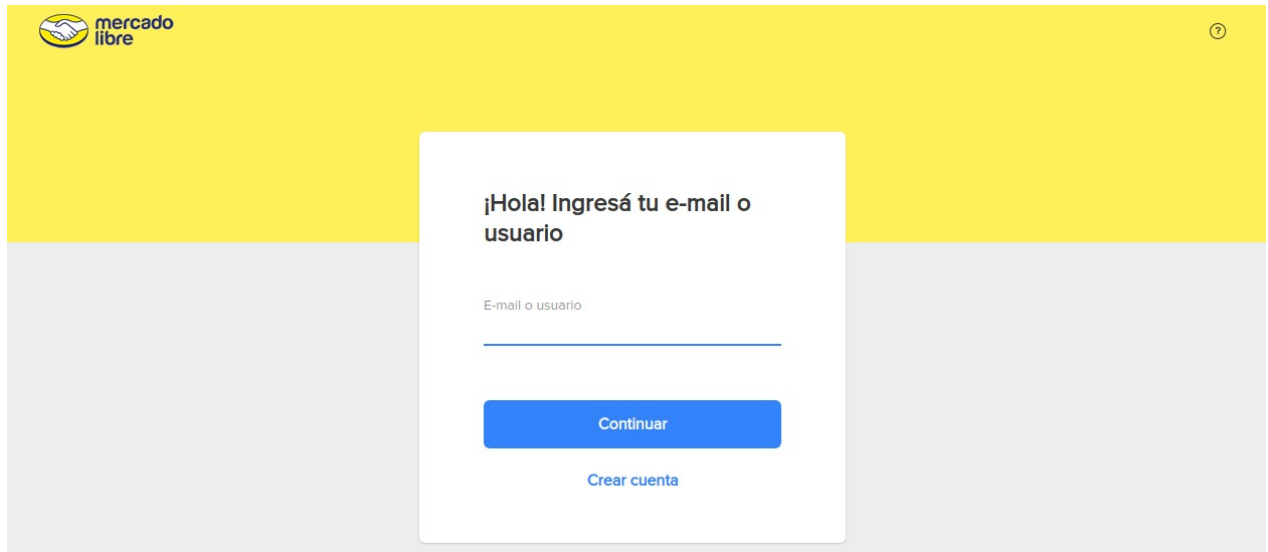 mercado
libre
?
¡Hola! Ingresá tu e-mail o
usuario
E-mail o usuario
Continuar
Crear cuenta